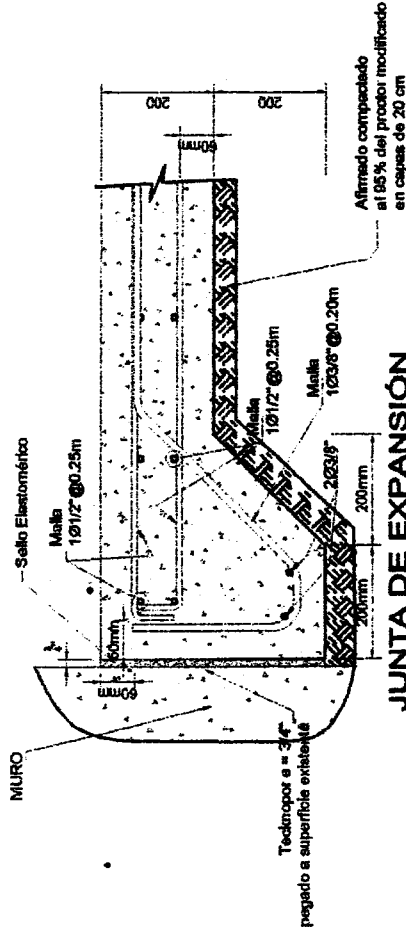 MURO
Sello Elastomérico
Malla
1Ø1/2"@0.25m
60mm
60mm
200
200
60mm
Malla
1Ø1/2"@0.25m
Malla
1Ø3/8"@0.20m
2Ø3/8"
200mm
200mm
Tecknopor e = 3/4"
pegado a superficie existente
Afirmado compactado
al 95% del proctor modificado
en capas de 20 cm
JUNTA DE EXPANSIÓN